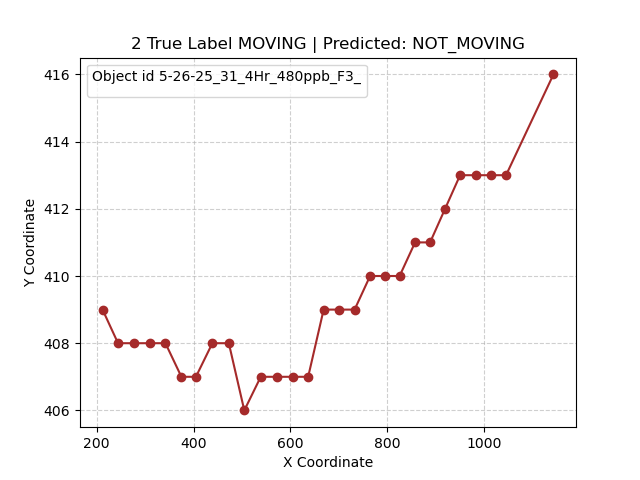 2 True Label MOVING | Predicted: NOT_MOVING
Object id 5-26-25_31_4Hr_480ppb_F3_
416
414
412
410
408
406
Y Coordinate
200 400 600 800 1000
X Coordinate